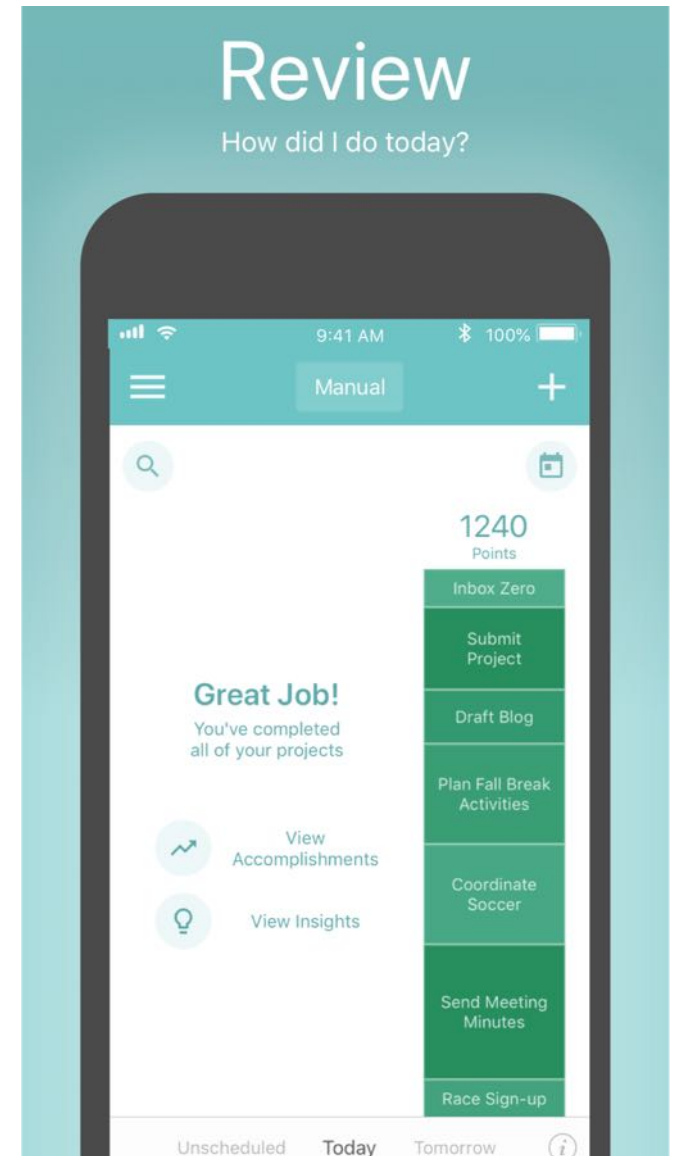 Review
How did I do today?
9:41 AM
100%
Manual
1240
Points
Inbox Zero
Submit
Project
Draft Blog
Great Job!
You've completed
all of your projects
Plan Fall Break
Activities
View
Accomplishments
Coordinate
Soccer
View Insights
Send Meeting
Minutes
Race Sign-up
Unscheduled
Today
Tomorrow
i